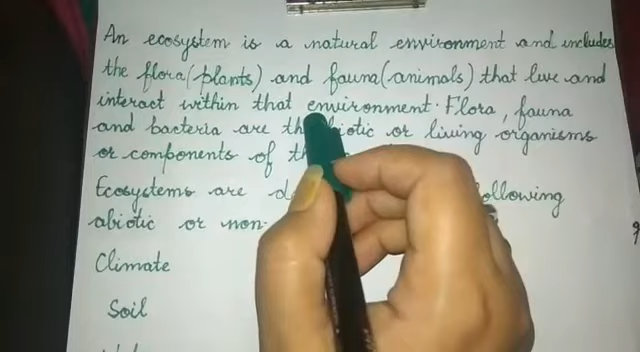 An ecosystem is a natural environment and includes
the flora (plants) and fauna (animals) that live and
interact within that environment. Flora, fauna
and bacteria are the biotic or living organisms
or components of
Ecosystems are following
abiotic or non-
Climate
Soil